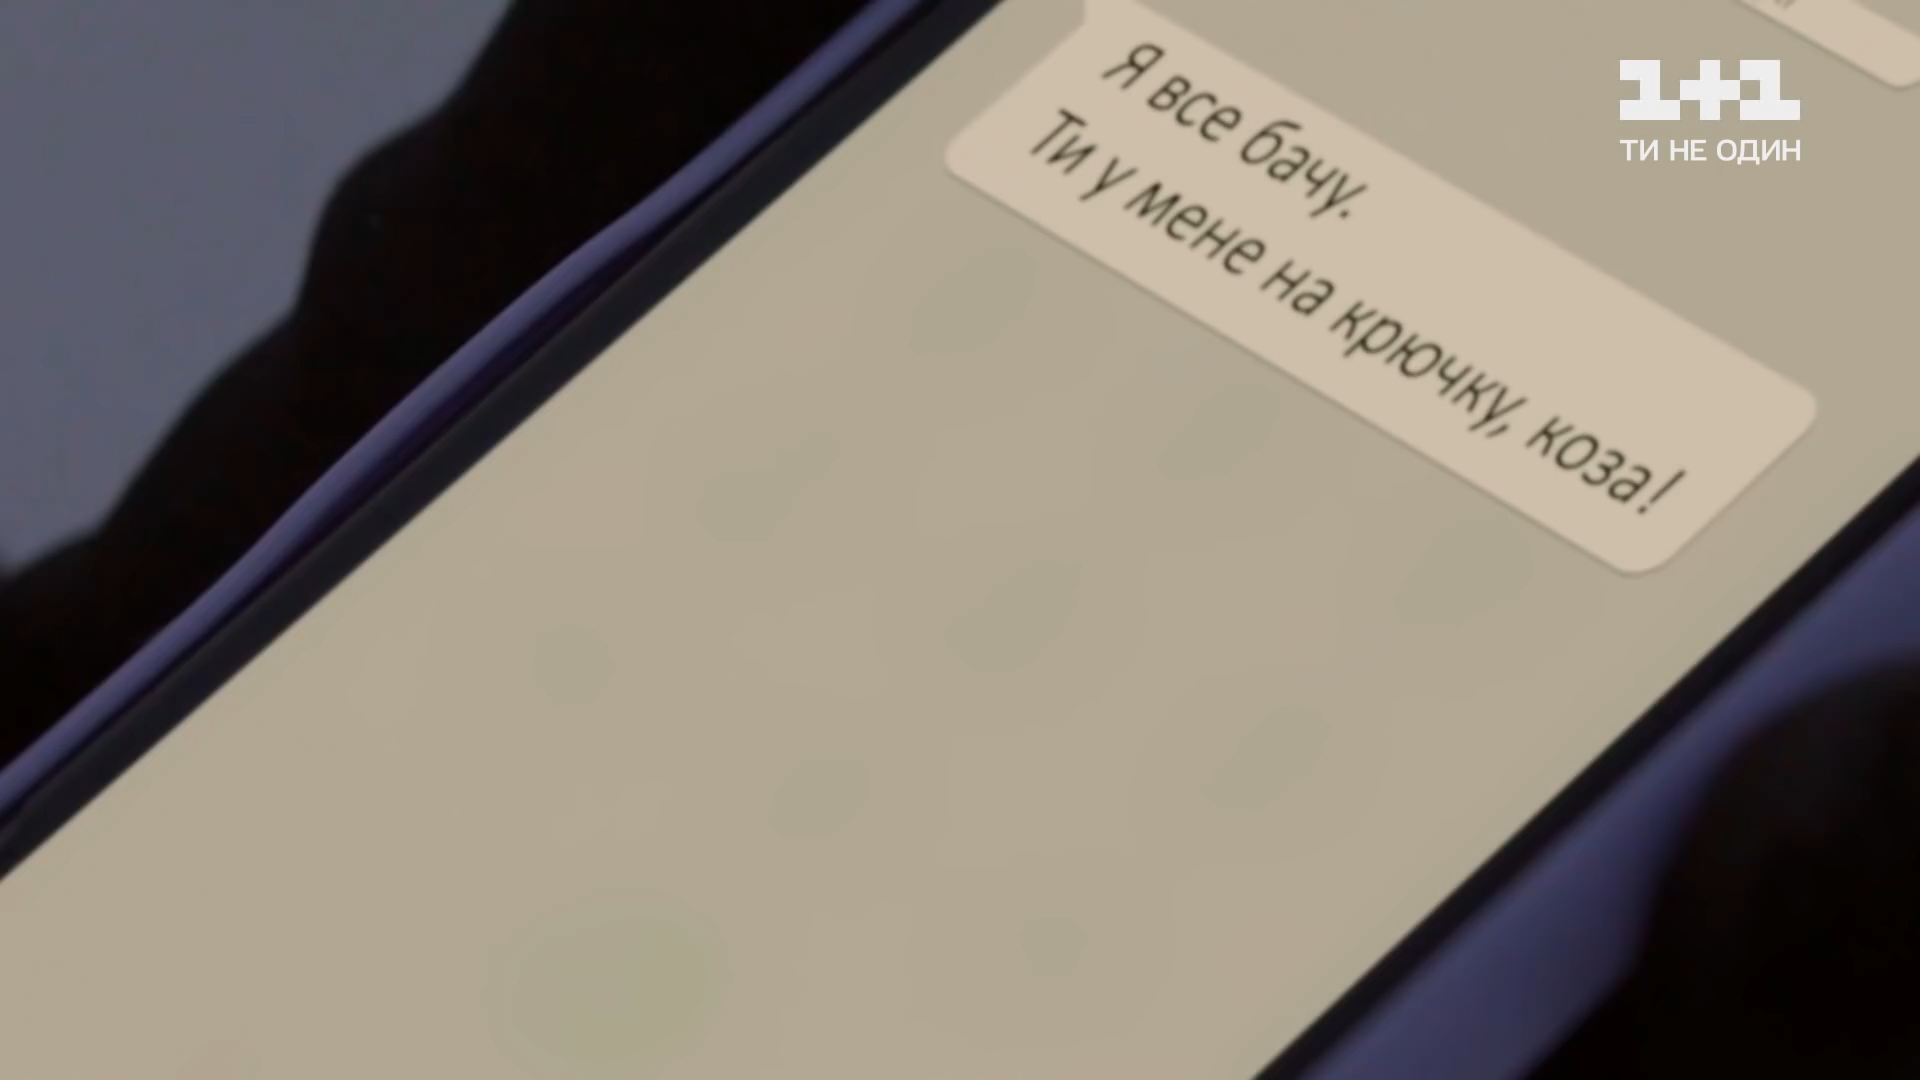 Я все бачу.
Ти у мене на крючку, коза!
1+1
ТИ НЕ ОДИН